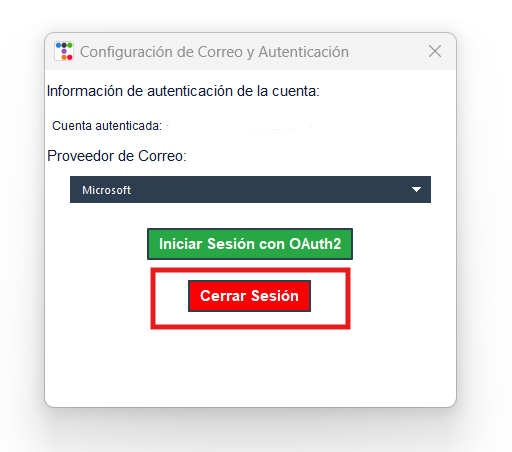 Configuración de Correo y Autenticación
Información de autenticación de la cuenta:
Cuenta autenticada:
Proveedor de Correo:
Microsoft
Iniciar Sesión con OAuth2
Cerrar Sesión